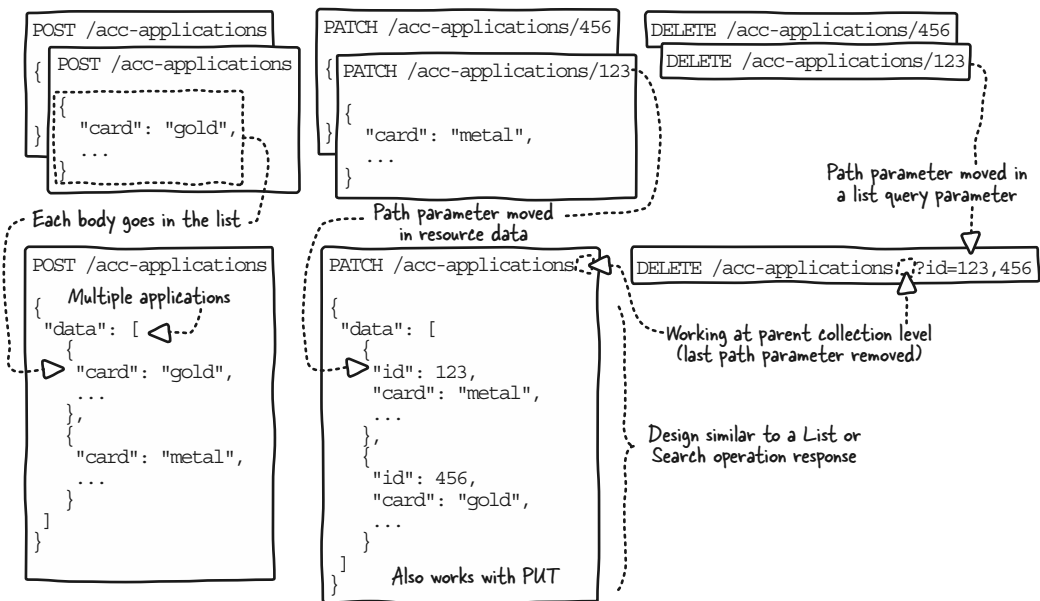 POST /acc-applications
{
}
POST /acc-applications
{
"card": "gold",
...
}
PATCH /acc-applications/456
{
}
PATCH /acc-applications/123
{
"card": "metal",
...
}
DELETE /acc-applications/456
DELETE /acc-applications/123
Each body goes in the list
Path parameter moved
in resource data
Path parameter moved in
a list query parameter
POST /acc-applications
Multiple applications
{
"data": [
{
"card": "gold",
...
},
{
"card": "metal",
...
}
]
}
PATCH /acc-applications
{
"data": [
{
"id": 123,
"card": "metal",
...
},
{
"id": 456,
"card": "gold",
...
}
]
}
Also works with PUT
DELETE /acc-applications ?id=123,456
Working at parent collection level
(last path parameter removed)
Design similar to a List or
Search operation response